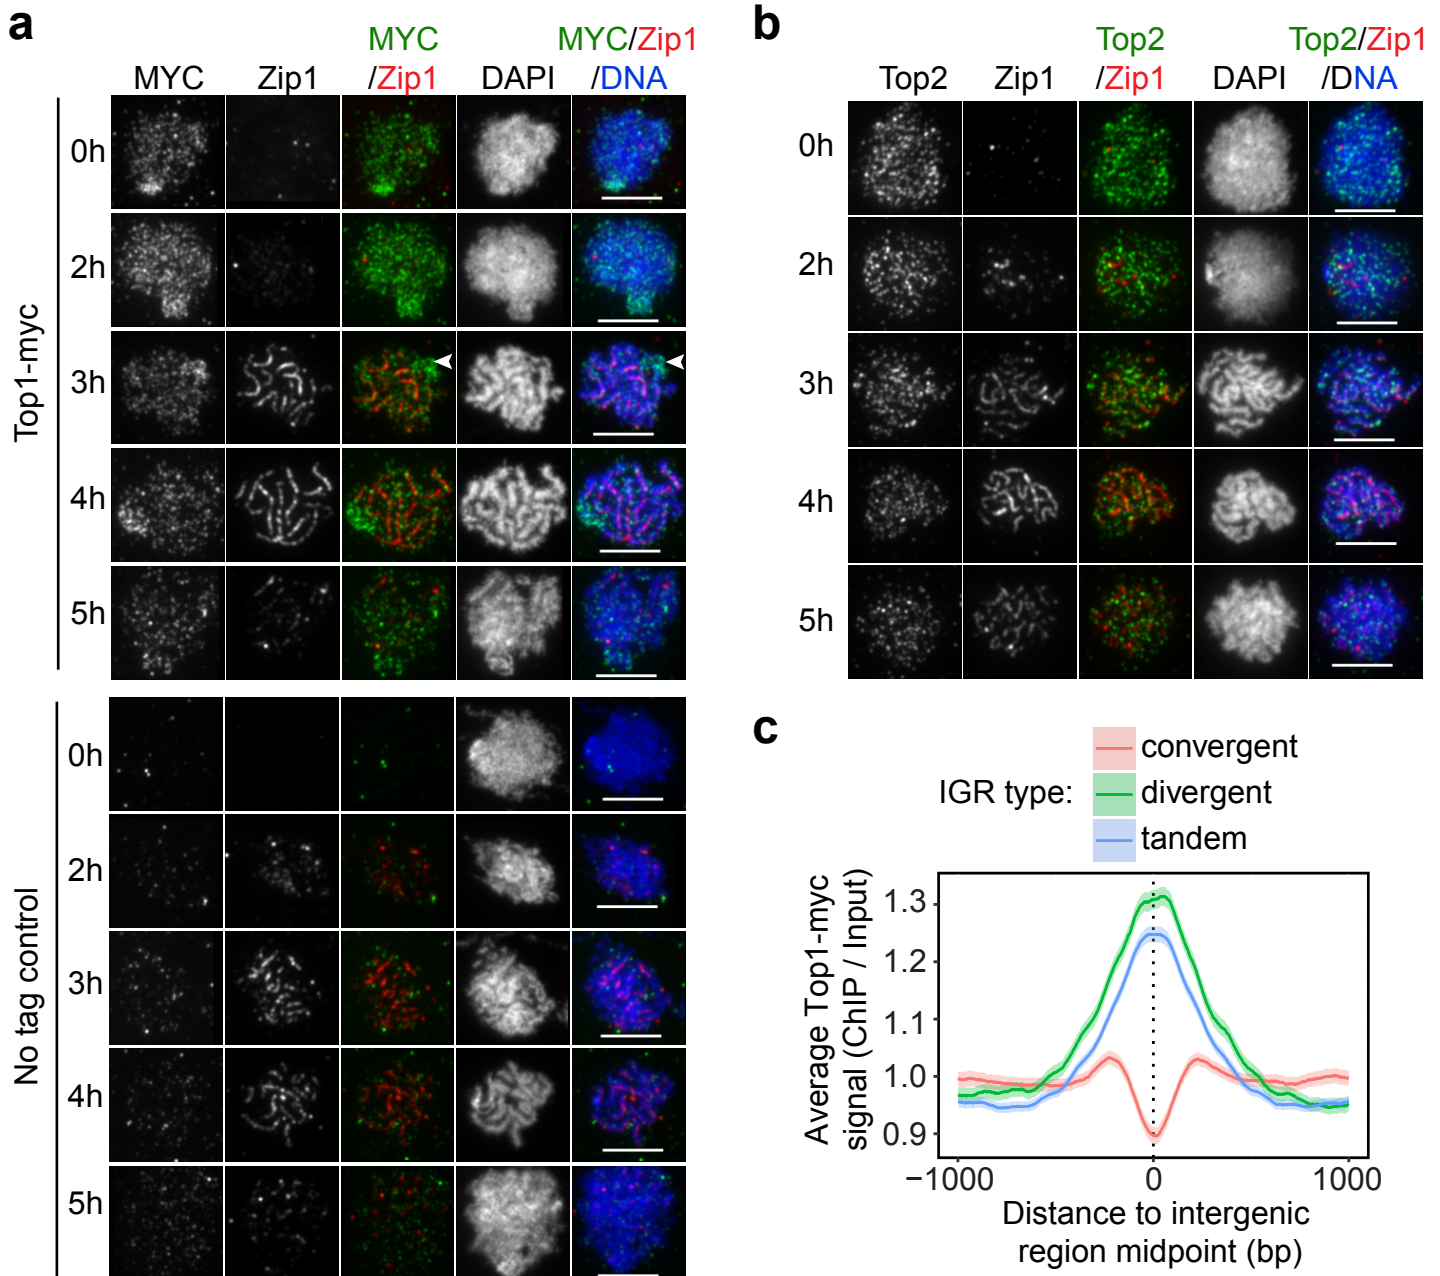 a
MYC MYC/Zip1
MYC Zip1 /Zip1 DAPI /DNA
Top1-myc
0h
2h
3h
4h
5h
No tag control
0h
2h
3h
4h
5h
b
Top2 Top2/Zip1
Top2 Zip1 /Zip1 DAPI /DNA
0h
2h
3h
4h
5h
c
IGR type:
convergent
divergent
tandem
Average Top1-myc
signal (ChIP / Input)
1.3
1.2
1.1
1.0
0.9
−1000 0 1000
Distance to intergenic
region midpoint (bp)